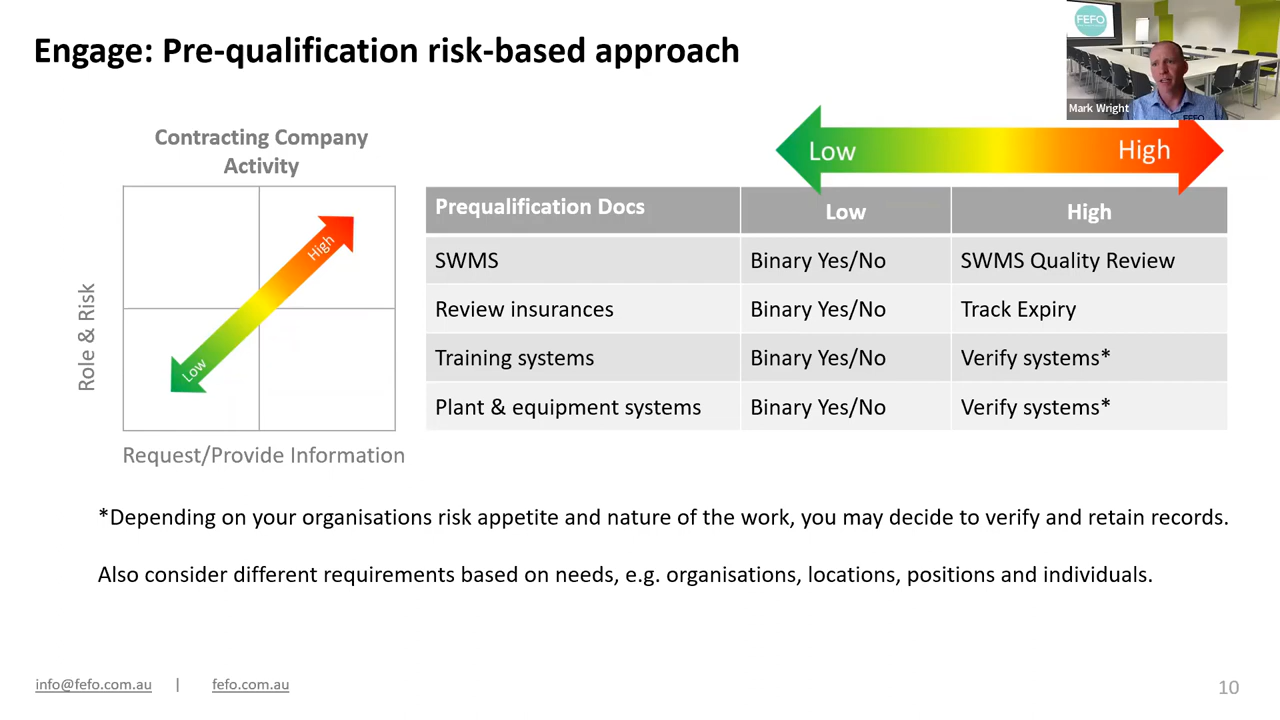 Engage: Pre-qualification risk-based approach
FEFO
Mark Wright
FEFO
Contracting Company
Activity
Low
High
Role & Risk
High
Low
Request/Provide Information
Prequalification Docs Low High
SWMS Binary Yes/No SWMS Quality Review
Review insurances Binary Yes/No Track Expiry
Training systems Binary Yes/No Verify systems*
Plant & equipment systems Binary Yes/No Verify systems*
*Depending on your organisations risk appetite and nature of the work, you may decide to verify and retain records.
Also consider different requirements based on needs, e.g. organisations, locations, positions and individuals.
info@fefo.com.au | fefo.com.au
10